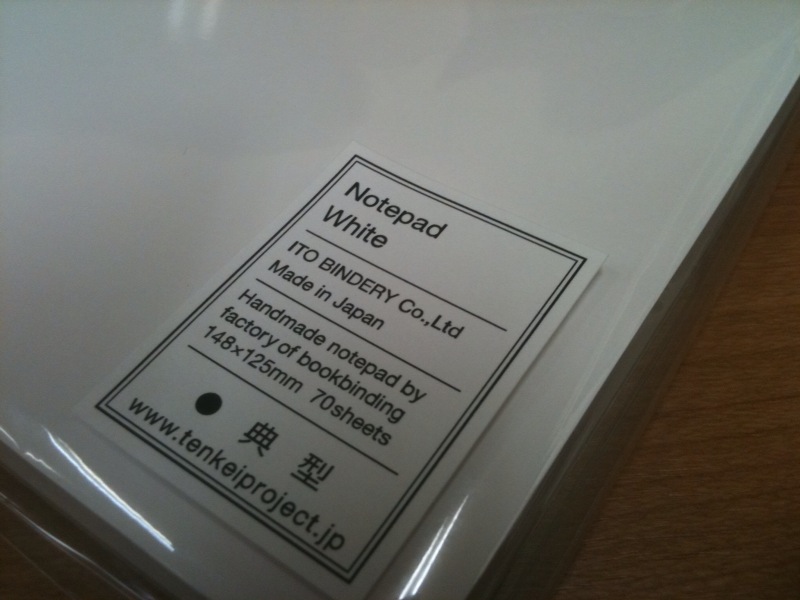 Notepad
White
ITO BINDERY Co.,Ltd
Made in Japan
Handmade notepad by
factory of bookbinding
148×125mm 70sheets
● 典型
www.tenkeiproject.jp